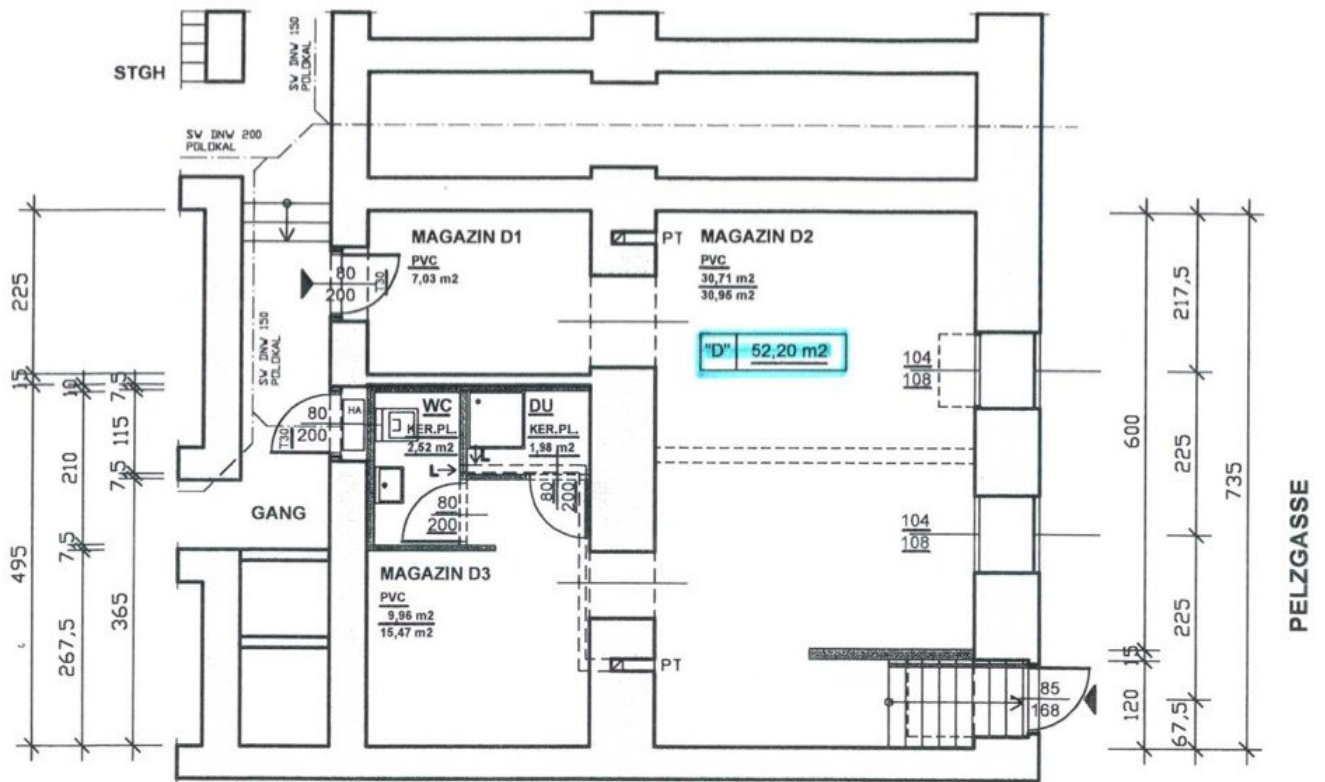 STGH
SW DNW 150
POLOKAL
SW DNW 200
POLOKAL
MAGAZIN D1
PVC
7,03 m2
80
200
T30
PT
MAGAZIN D2
PVC
30,71 m2
30,95 m2
"D" 52,20 m2
SW DNW 150
POLOKAL
80
200
T30
HA
WC
KER.PL.
2,52 m2
DU
KER.PL.
1,98 m2
L
L
80
200
80
200
GANG
MAGAZIN D3
PVC
9,96 m2
15,47 m2
PT
104
108
104
108
85
168
225
15
495
10
210
7,5
267,5
7,5
115
7,5
365
600
15
120
217,5
225
225
67,5
735
PELZGASSE